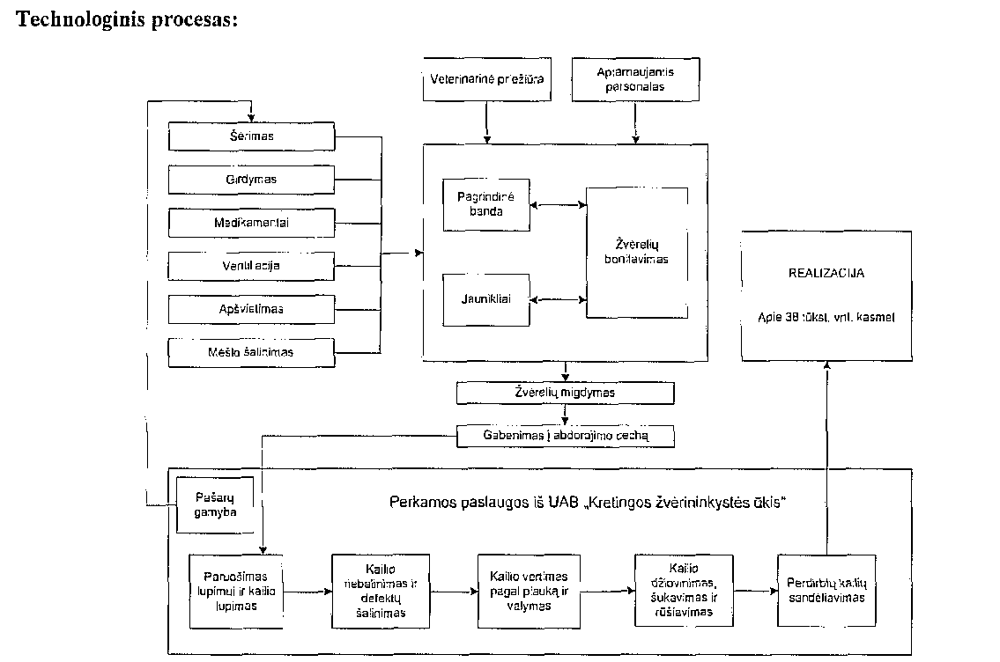 Technologinis procesas:
Veterinarinė priežiūra
Aptarnaujantis
personalas
Šėrimas
Girdymas
Medikamentai
Ventiliacija
Apšvietimas
Mėšlo šalinimas
Pagrindinė
banda
Jaunikliai
Žvėrelių
bonitavimas
REALIZACIJA
Apie 38 tūkst. vnt. kasmet
Žvėrelių migdymas
Gabenimas į abdorojimo cechą
Pašarų
gamyba
Perkamos paslaugos iš UAB „Kretingos žvėrininkystės ūkis“
Paruošimas
lupimui ir kailio
lupimas
Kailio
riebalinimas ir
defektų
šalinimas
Kailio vertimas
pagal plauką ir
valymas
Kailio
džiovinimas,
šukavimas ir
rūšiavimas
Perdirbtų kailių
sandėliavimas